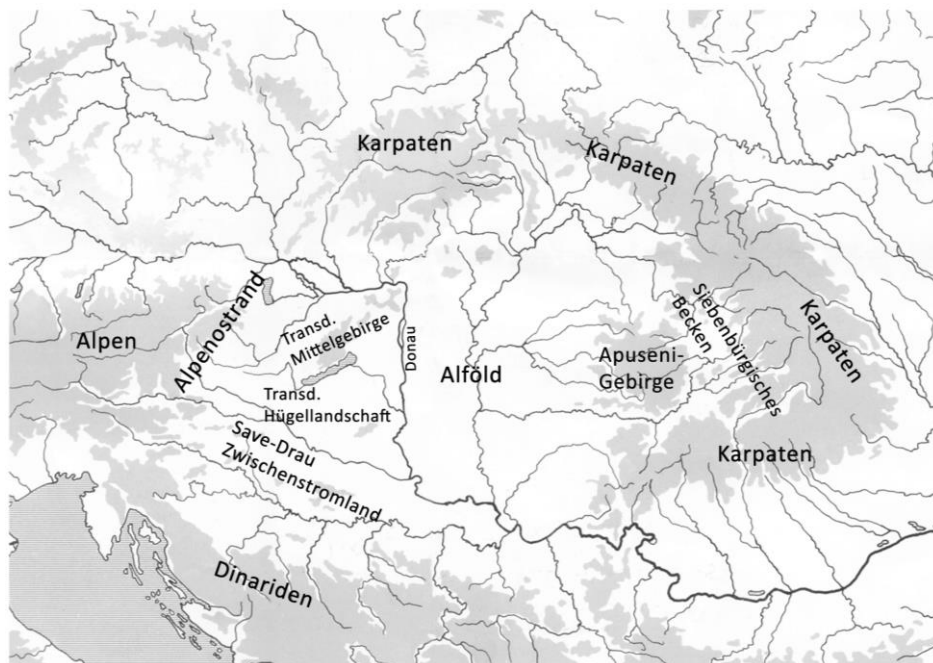 Karpaten
Karpaten
Alpenostrand
Alpen
Transd.
Mittelgebirge
Donau
Siebenbürgisches
Becken
Karpaten
Apuseni-
Gebirge
Alföld
Transd.
Hügellandschaft
Save-Drau
Zwischenstromland
Karpaten
Dinariden